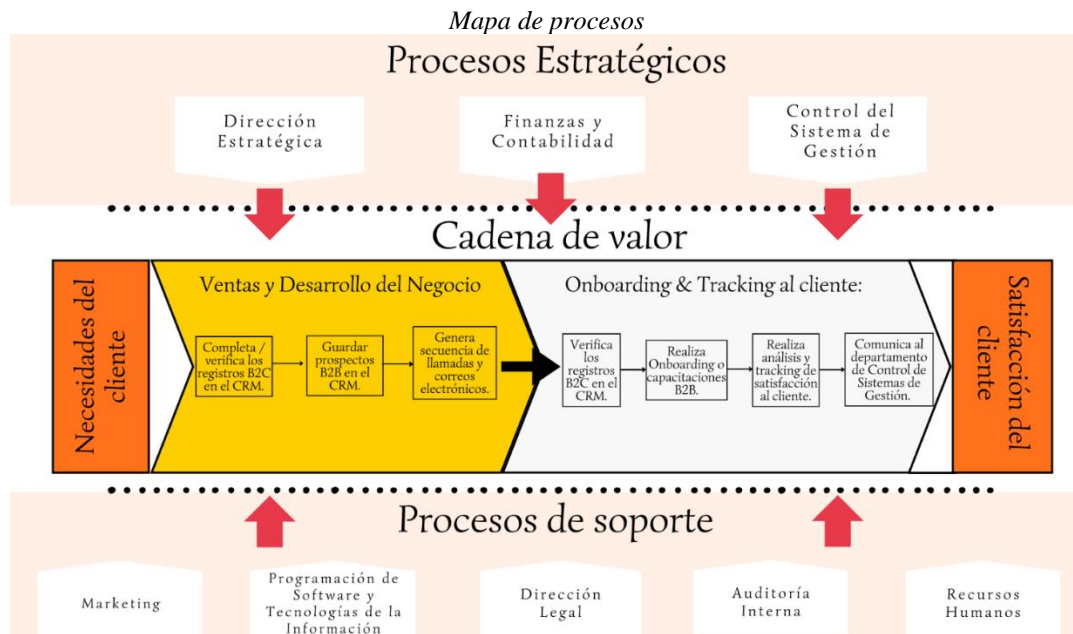 Mapa de procesos
Procesos Estratégicos
Dirección
Estratégica
Finanzas y
Contabilidad
Control del
Sistema de
Gestión
Cadena de valor
Necesidades del
cliente
Ventas y Desarrollo del Negocio
Completa /
verifica los
registros B2C
en el CRM.
Guardar
prospectos
B2B en el
CRM.
Genera
secuencia de
llamadas y
correos
electrónicos.
Onboarding & Tracking al cliente:
Verifica
los
registros
B2C en el
CRM.
Realiza
Onboarding o
capacitaciones
B2B.
Realiza
análisis y
tracking de
satisfacción
al cliente.
Comunica al
departamento
de Control de
Sistemas de
Gestión.
Satisfacción del
cliente
Procesos de soporte
Marketing
Programación de
Software y
Tecnologías de la
Información
Dirección
Legal
Auditoría
Interna
Recursos
Humanos